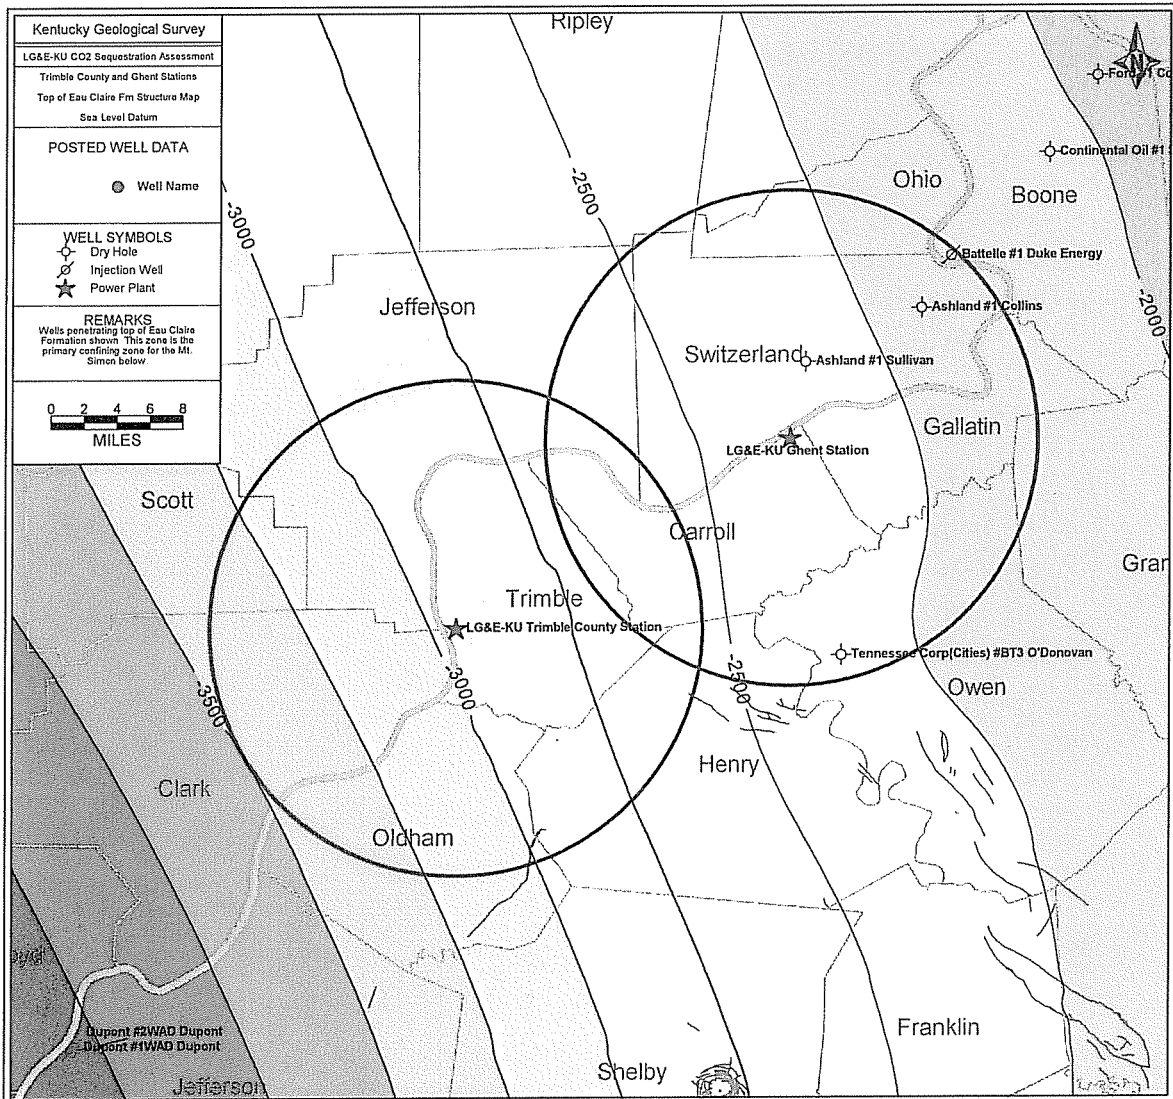 Kentucky Geological Survey
LG&E-KU CO2 Sequestration Assessment
Trimble County and Ghent Stations
Top of Eau Claire Fm Structure Map
Sea Level Datum
POSTED WELL DATA
Well Name
WELL SYMBOLS
Dry Hole
Injection Well
Power Plant
REMARKS
Wells penetrating top of Eau Claire
Formation shown This zone is the
primary confining zone for the Mt.
Simon below
0 2 4 6 8
MILES
Ripley
N
Ford #1 Co
Continental Oil #1
Ohio
Boone
-2500
-3000
Battelle #1 Duke Energy
Jefferson
Ashland #1 Collins
-2000
Switzerland
Ashland #1 Sullivan
Gallatin
LG&E-KU Ghent Station
Scott
Carroll
Gran
Trimble
LG&E-KU Trimble County Station
Tennessee Corp(Cities) #BT3 O'Donovan
-3000
-2500
Owen
-3500
Henry
Clark
Oldham
oyd
Franklin
Dupont #2WAD Dupont
Dupont #1WAD Dupont
Shelby
Jefferson